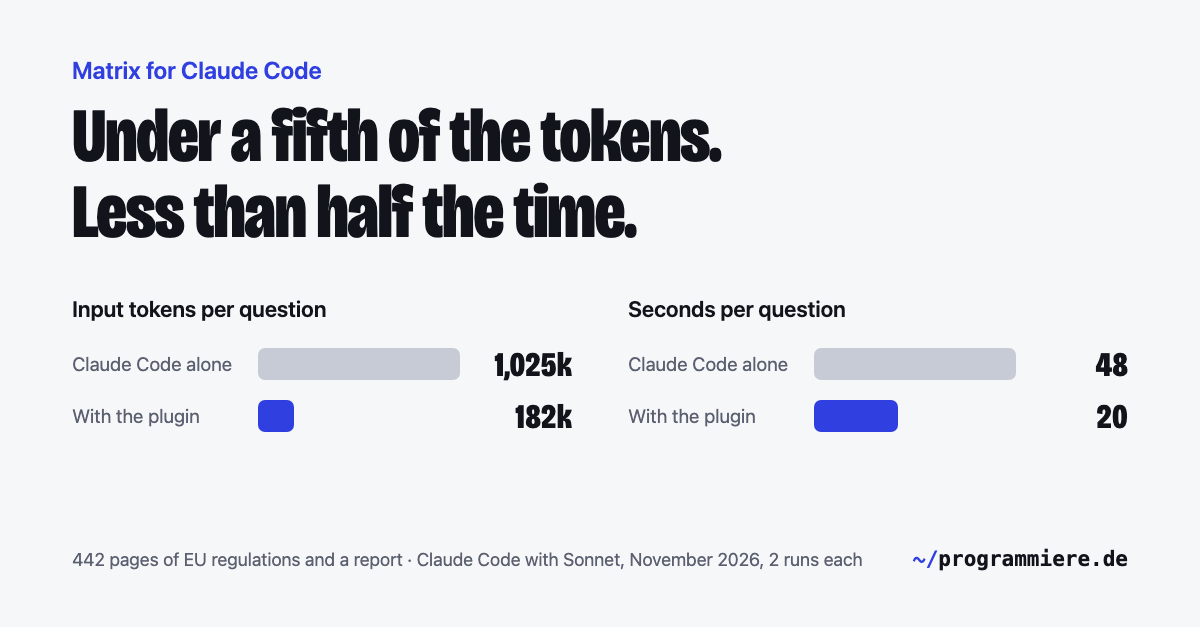 Matrix for Claude Code
Under a fifth of the tokens.
Less than half the time.
Input tokens per question
Claude Code alone 1,025k
With the plugin 182k
Seconds per question
Claude Code alone 48
With the plugin 20
442 pages of EU regulations and a report · Claude Code with Sonnet, November 2026, 2 runs each
~/programmiere.de